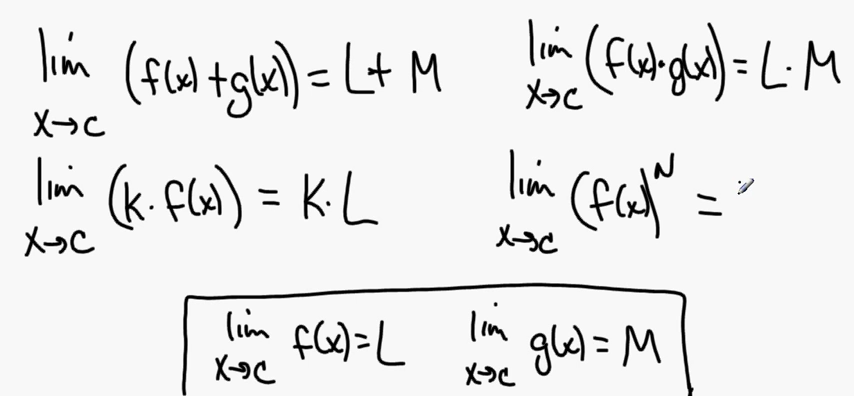 lim x→c (f(x)+g(x)) = L + M
lim x→c (f(x)·g(x)) = L·M
lim x→c (k·f(x)) = K·L
lim x→c (f(x))^N =
lim x→c f(x) = L
lim x→c g(x) = M